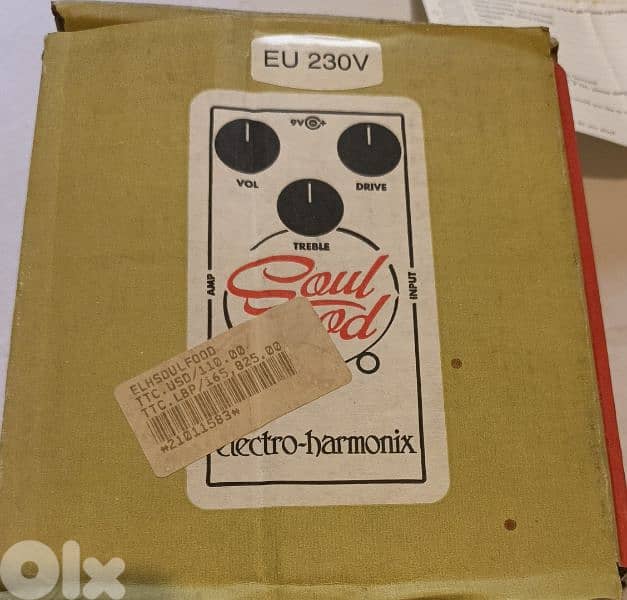 EU 230V
9V
VOL
DRIVE
TREBLE
AMP
INPUT
Soul
Food
ELHSOULFOOD
TTC.USD/110.00
TTC.LBP/165,825.00
*21011583*
electro-harmonix
Olx